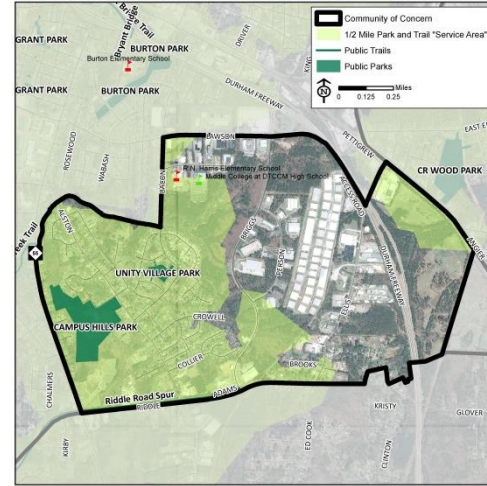 Community of Concern
1/2 Mile Park and Trail "Service Area"
Public Trails
Public Parks
N
Miles
0 0.125 0.25
GRANT PARK
Bryant Bridge
Bridge Trail
BURTON PARK
Burton Elementary School
DRIVER
GRANT PARK
BURTON PARK
DURHAM FREEWAY
ROSEWOOD
WABASH
LAWSON
PETTIGREW
EAST E
BACON
R.N. Harris Elementary School
Middle College at DTCCM High School
CR WOOD PARK
ACCESS ROAD
ALSTON
BRIGGS
ANGIER
eek Trail
55
PERSON
DURHAM FREEWAY
UNITY VILLAGE PARK
ELLIS
CROWELL
CAMPUS HILLS PARK
COLLIER
BROOKS
CHALMERS
Riddle Road Spur
ADAMS
RIDDLE
KRISTY
GLOVER
KIRBY
ED COOK
CLINTON